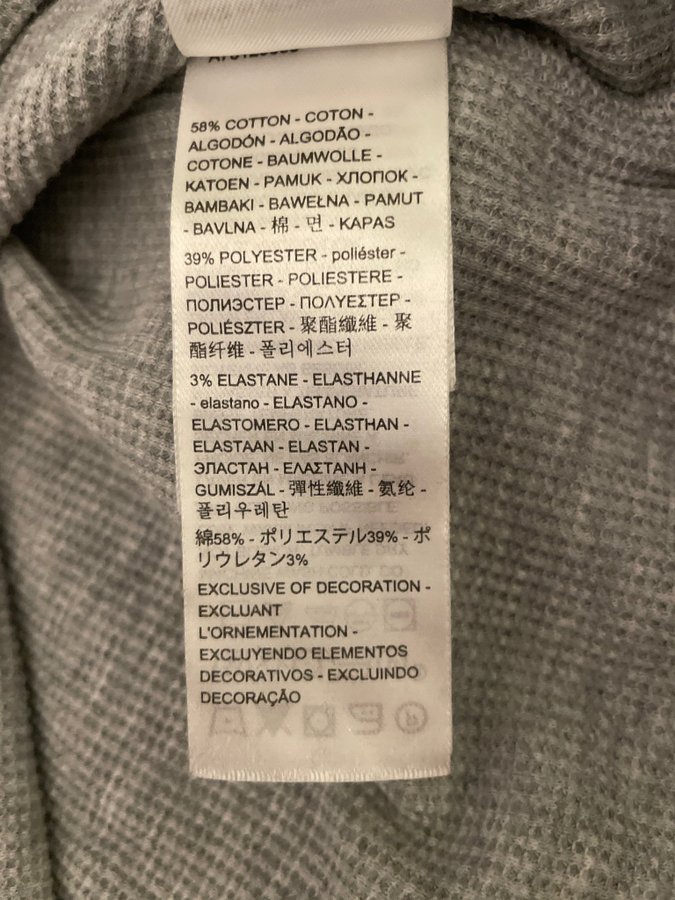 58% COTTON - COTON -
ALGODÓN - ALGODÃO -
COTONE - BAUMWOLLE -
KATOEN - PAMUK - ХЛОПОК -
BAMBAKI - BAWEŁNA - PAMUT
- BAVLNA - 棉 - 면 - KAPAS
39% POLYESTER - poliéster -
POLIESTER - POLIESTERE -
ПОЛИЭСТЕР - ΠΟΛΥΕΣΤΕΡ -
POLIÉSZTER - 聚酯纖維 - 聚
酯纤维 - 폴리에스터
3% ELASTANE - ELASTHANNE
- elastano - ELASTANO -
ELASTOMERO - ELASTHAN -
ELASTAAN - ELASTAN -
ЭЛАСТАН - ΕΛΑΣΤΑΝΗ -
GUMISZÁL - 彈性纖維 - 氨纶 -
폴리우레탄
綿58% - ポリエステル39% - ポ
リウレタン3%
EXCLUSIVE OF DECORATION -
EXCLUANT
L'ORNEMENTATION -
EXCLUYENDO ELEMENTOS
DECORATIVOS - EXCLUINDO
DECORAÇÃO